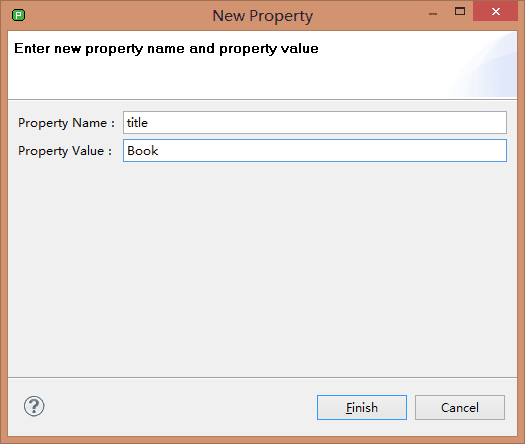 New Property
Enter new property name and property value
Property Name : title
Property Value : Book
?
Finish
Cancel